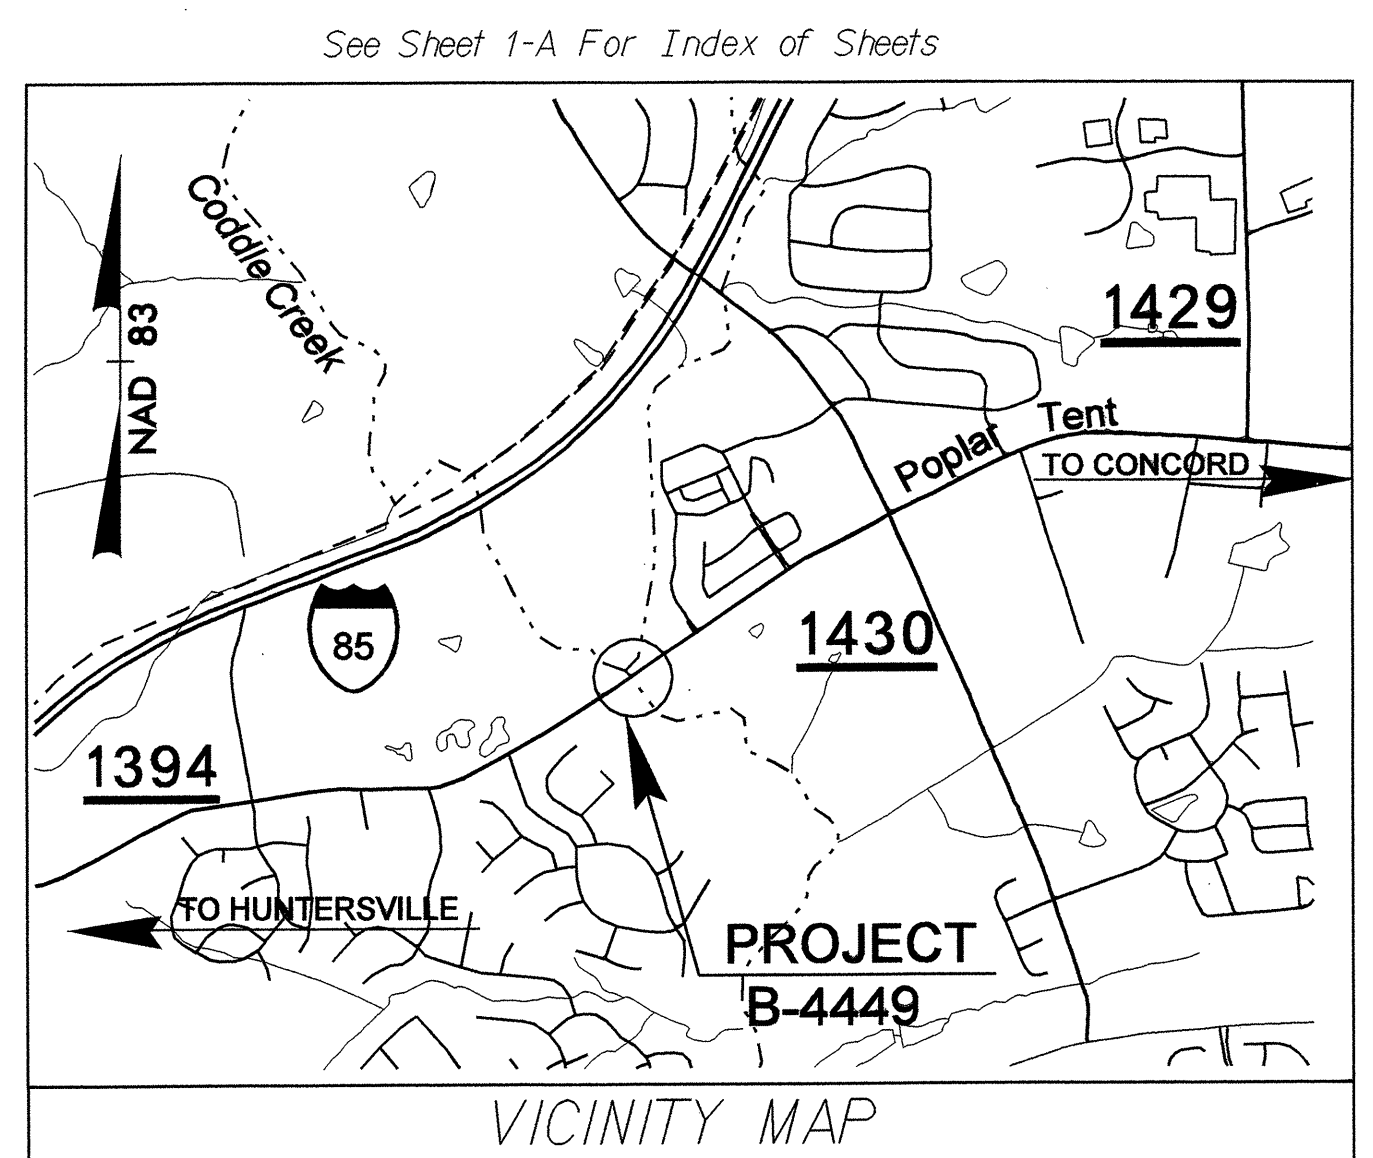 See Sheet 1-A For Index of Sheets
Coddle Creek
NAD 83
1429
Poplar Tent
TO CONCORD
85
1430
1394
TO HUNTERSVILLE
PROJECT
B-4449
VICINITY MAP